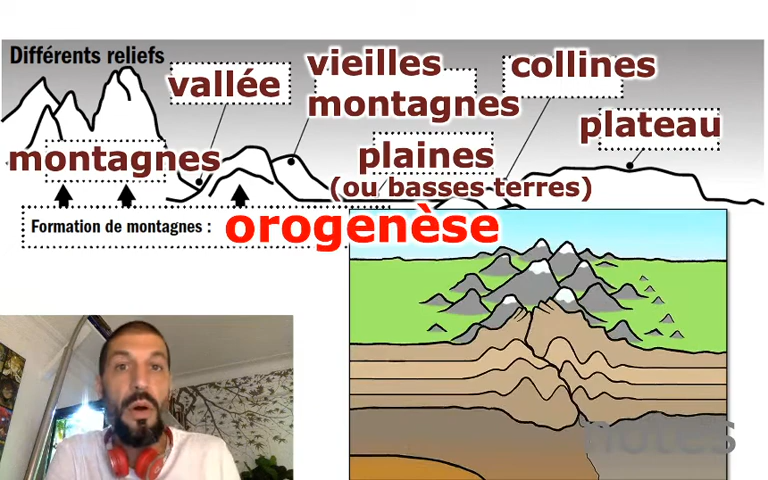 Différents reliefs
vallée
vieilles
montagnes
collines
plateau
montagnes
plaines
(ou basses-terres)
Formation de montagnes :
orogenèse
notes